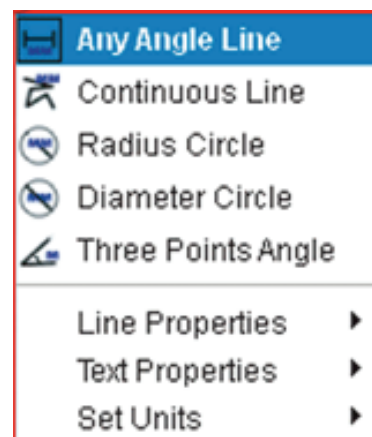 Any Angle Line
Continuous Line
Radius Circle
Diameter Circle
Three Points Angle
Line Properties
Text Properties
Set Units